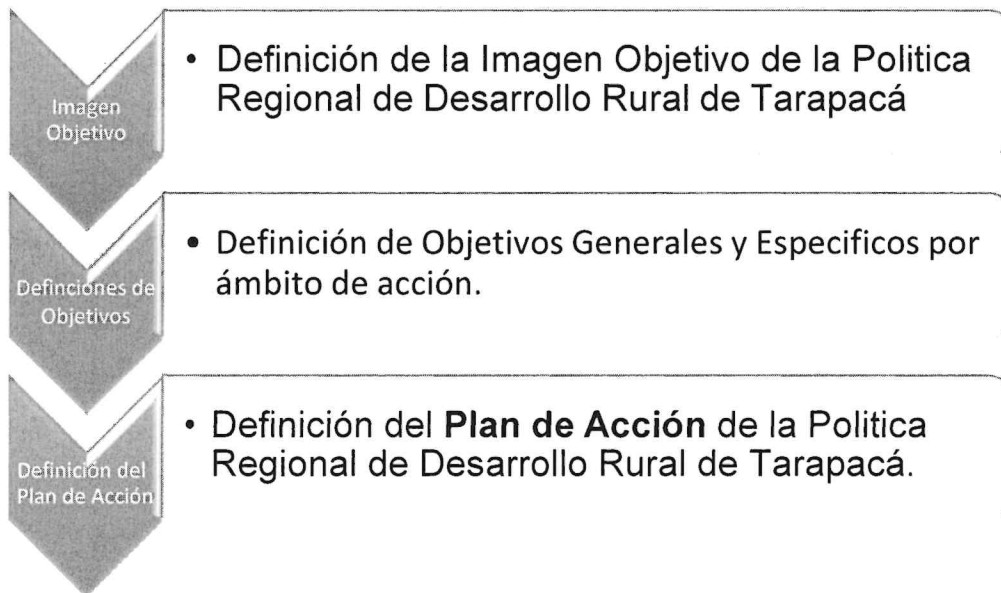 Imagen
Objetivo
• Definición de la Imagen Objetivo de la Politica
Regional de Desarrollo Rural de Tarapacá
Definciones de
Objetivos
• Definición de Objetivos Generales y Especificos por
ámbito de acción.
Definición del
Plan de Acción
• Definición del Plan de Acción de la Politica
Regional de Desarrollo Rural de Tarapacá.